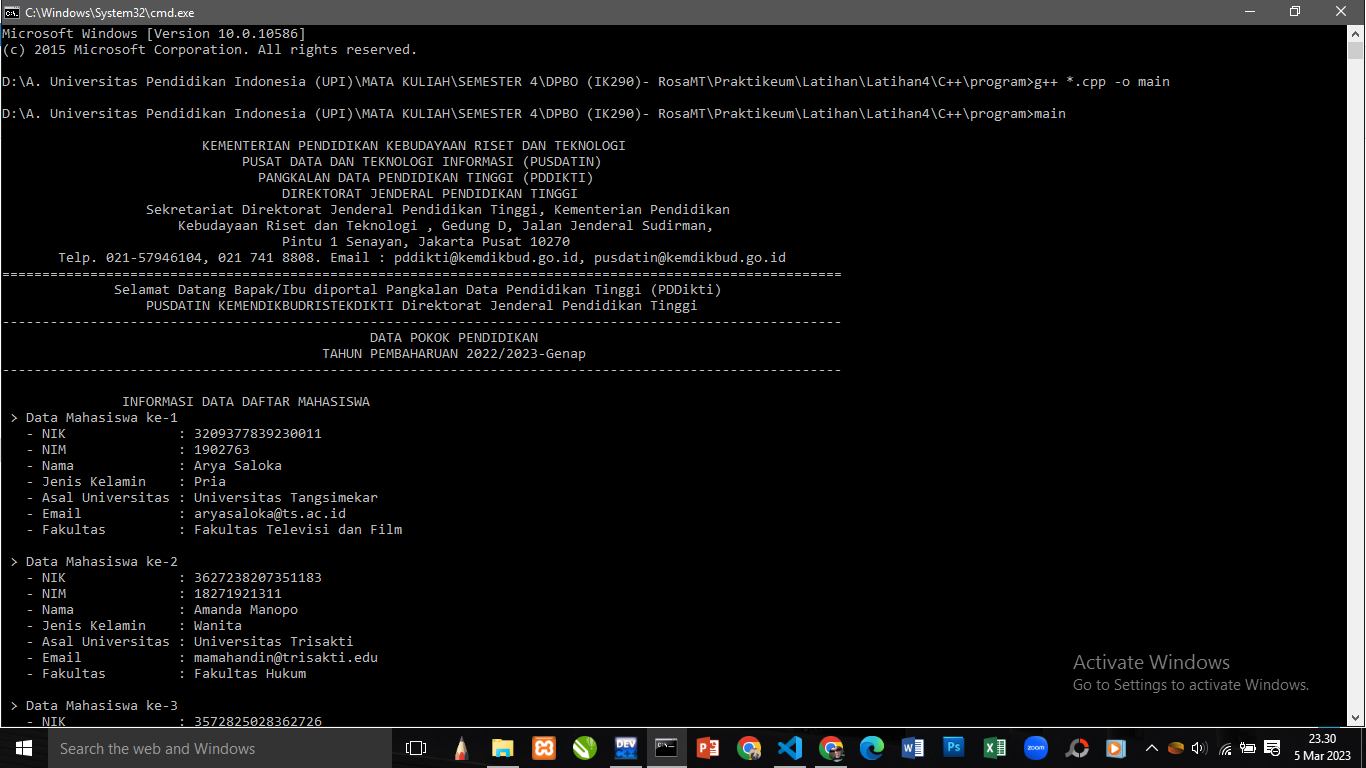 C:\Windows\System32\cmd.exe
Microsoft Windows [Version 10.0.10586]
(c) 2015 Microsoft Corporation. All rights reserved.
D:\A. Universitas Pendidikan Indonesia (UPI)\MATA KULIAH\SEMESTER 4\DPBO (IK290)- RosaMT\Praktikeum\Latihan\Latihan4\C++\program>g++ *.cpp -o main
D:\A. Universitas Pendidikan Indonesia (UPI)\MATA KULIAH\SEMESTER 4\DPBO (IK290)- RosaMT\Praktikeum\Latihan\Latihan4\C++\program>main
KEMENTERIAN PENDIDIKAN KEBUDAYAAN RISET DAN TEKNOLOGI
PUSAT DATA DAN TEKNOLOGI INFORMASI (PUSDATIN)
PANGKALAN DATA PENDIDIKAN TINGGI (PDDIKTI)
DIREKTORAT JENDERAL PENDIDIKAN TINGGI
Sekretariat Direktorat Jenderal Pendidikan Tinggi, Kementerian Pendidikan
Kebudayaan Riset dan Teknologi , Gedung D, Jalan Jenderal Sudirman,
Pintu 1 Senayan, Jakarta Pusat 10270
Telp. 021-57946104, 021 741 8808. Email : pddikti@kemdikbud.go.id, pusdatin@kemdikbud.go.id
=========================================================================================================
Selamat Datang Bapak/Ibu diportal Pangkalan Data Pendidikan Tinggi (PDDikti)
PUSDATIN KEMENDIKBUDRISTEKDIKTI Direktorat Jenderal Pendidikan Tinggi
---------------------------------------------------------------------------------------------------------
DATA POKOK PENDIDIKAN
TAHUN PEMBAHARUAN 2022/2023-Genap
---------------------------------------------------------------------------------------------------------
INFORMASI DATA DAFTAR MAHASISWA
> Data Mahasiswa ke-1
- NIK : 3209377839230011
- NIM : 1902763
- Nama : Arya Saloka
- Jenis Kelamin : Pria
- Asal Universitas : Universitas Tangsimekar
- Email : aryasaloka@ts.ac.id
- Fakultas : Fakultas Televisi dan Film
> Data Mahasiswa ke-2
- NIK : 3627238207351183
- NIM : 18271921311
- Nama : Amanda Manopo
- Jenis Kelamin : Wanita
- Asal Universitas : Universitas Trisakti
- Email : mamahandin@trisakti.edu
- Fakultas : Fakultas Hukum
> Data Mahasiswa ke-3
- NIK : 3572825028362726
Activate Windows
Go to Settings to activate Windows.
Search the web and Windows
DEV
zoom
23.30
5 Mar 2023